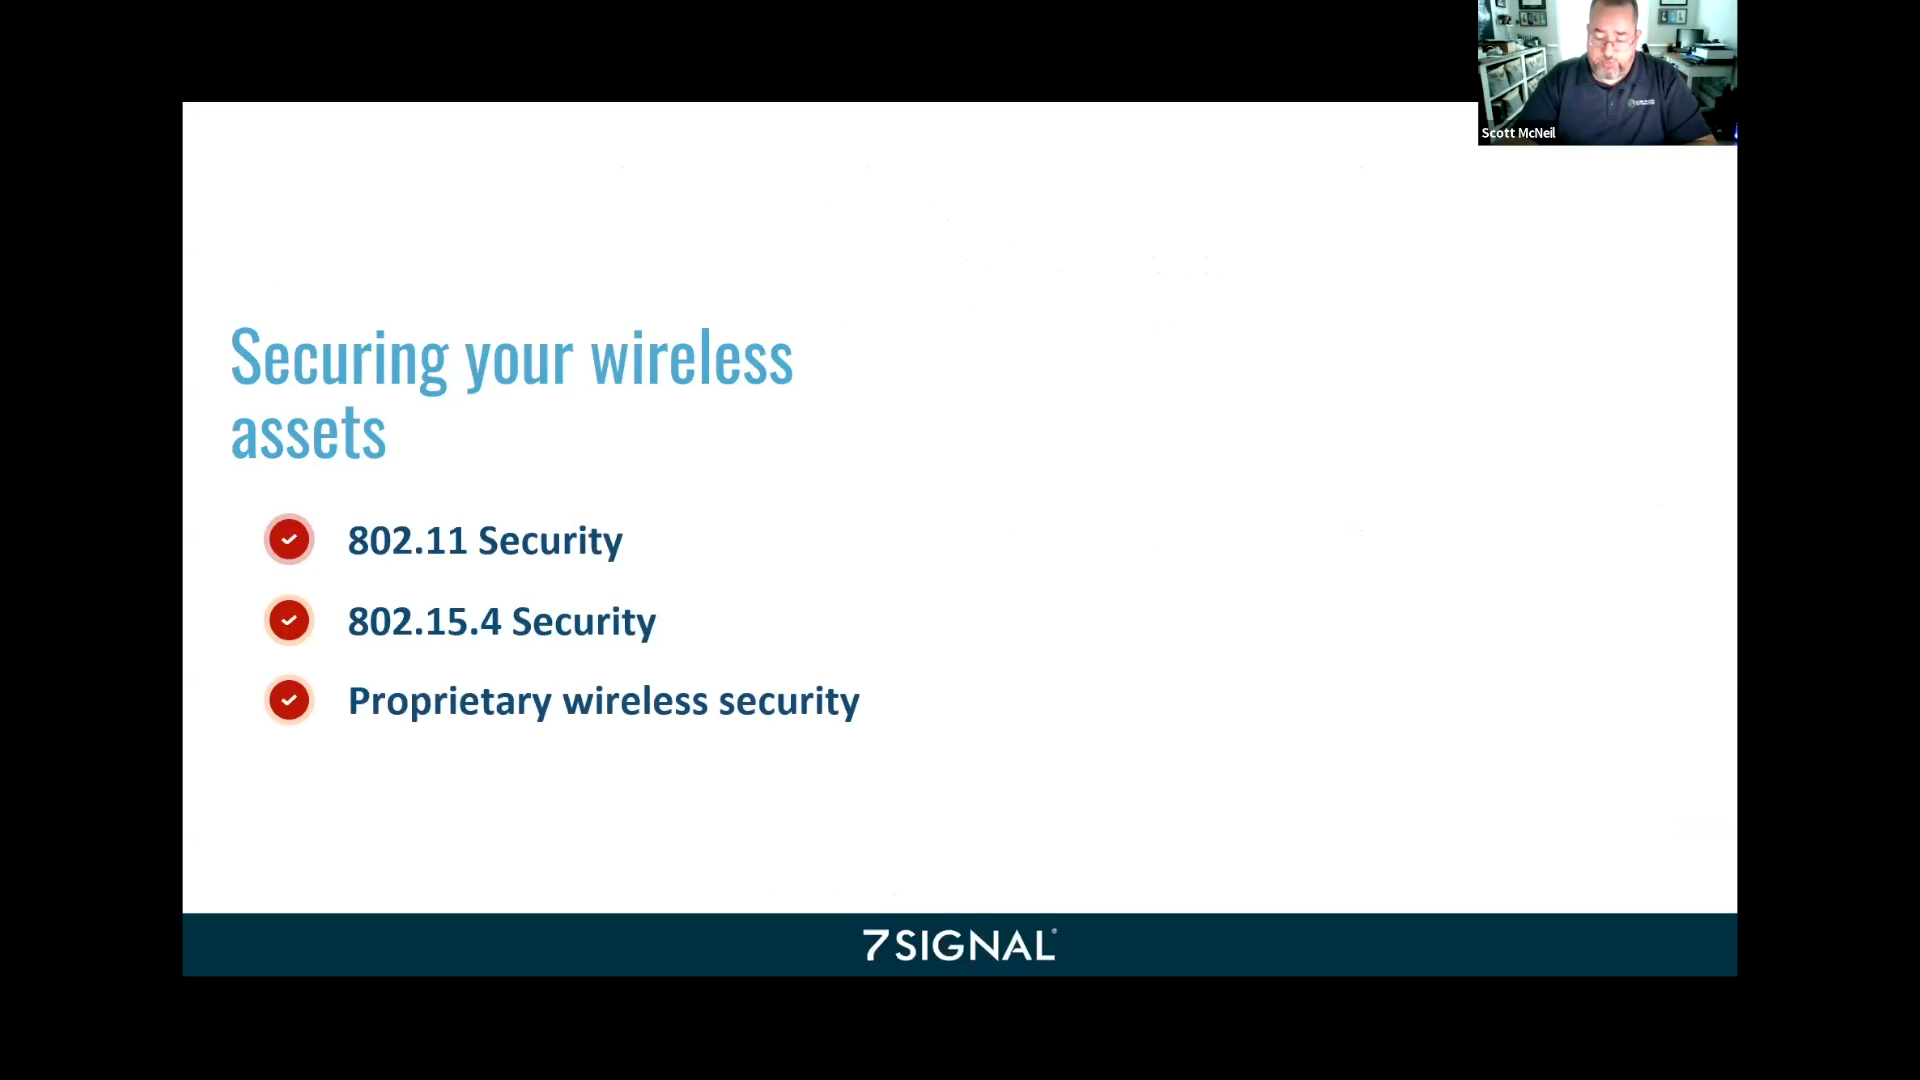 Scott McNeil
Securing your wireless
assets
802.11 Security
802.15.4 Security
Proprietary wireless security
7SIGNAL®